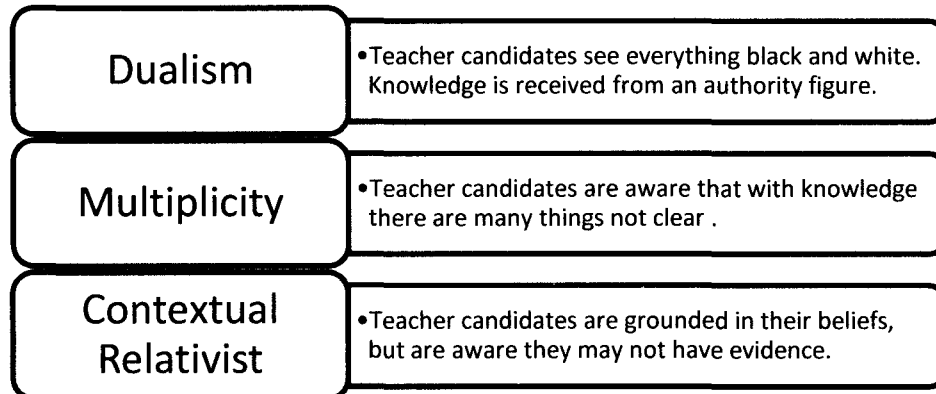 Dualism
•Teacher candidates see everything black and white.
Knowledge is received from an authority figure.
Multiplicity
•Teacher candidates are aware that with knowledge
there are many things not clear .
Contextual
Relativist
•Teacher candidates are grounded in their beliefs,
but are aware they may not have evidence.